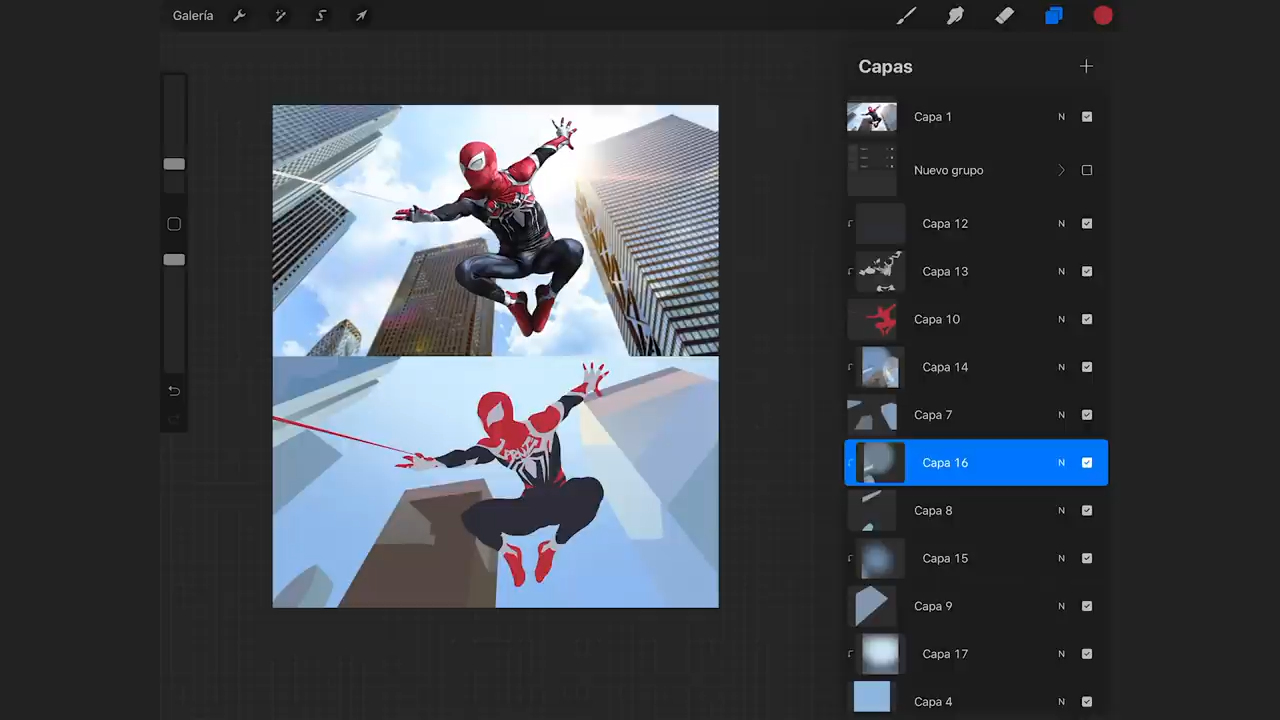 Galería
Capas
Capa 1 N
Nuevo grupo
Capa 12 N
Capa 13 N
Capa 10 N
Capa 14 N
Capa 7 N
Capa 16 N
Capa 8 N
Capa 15 N
Capa 9 N
Capa 17 N
Capa 4 N